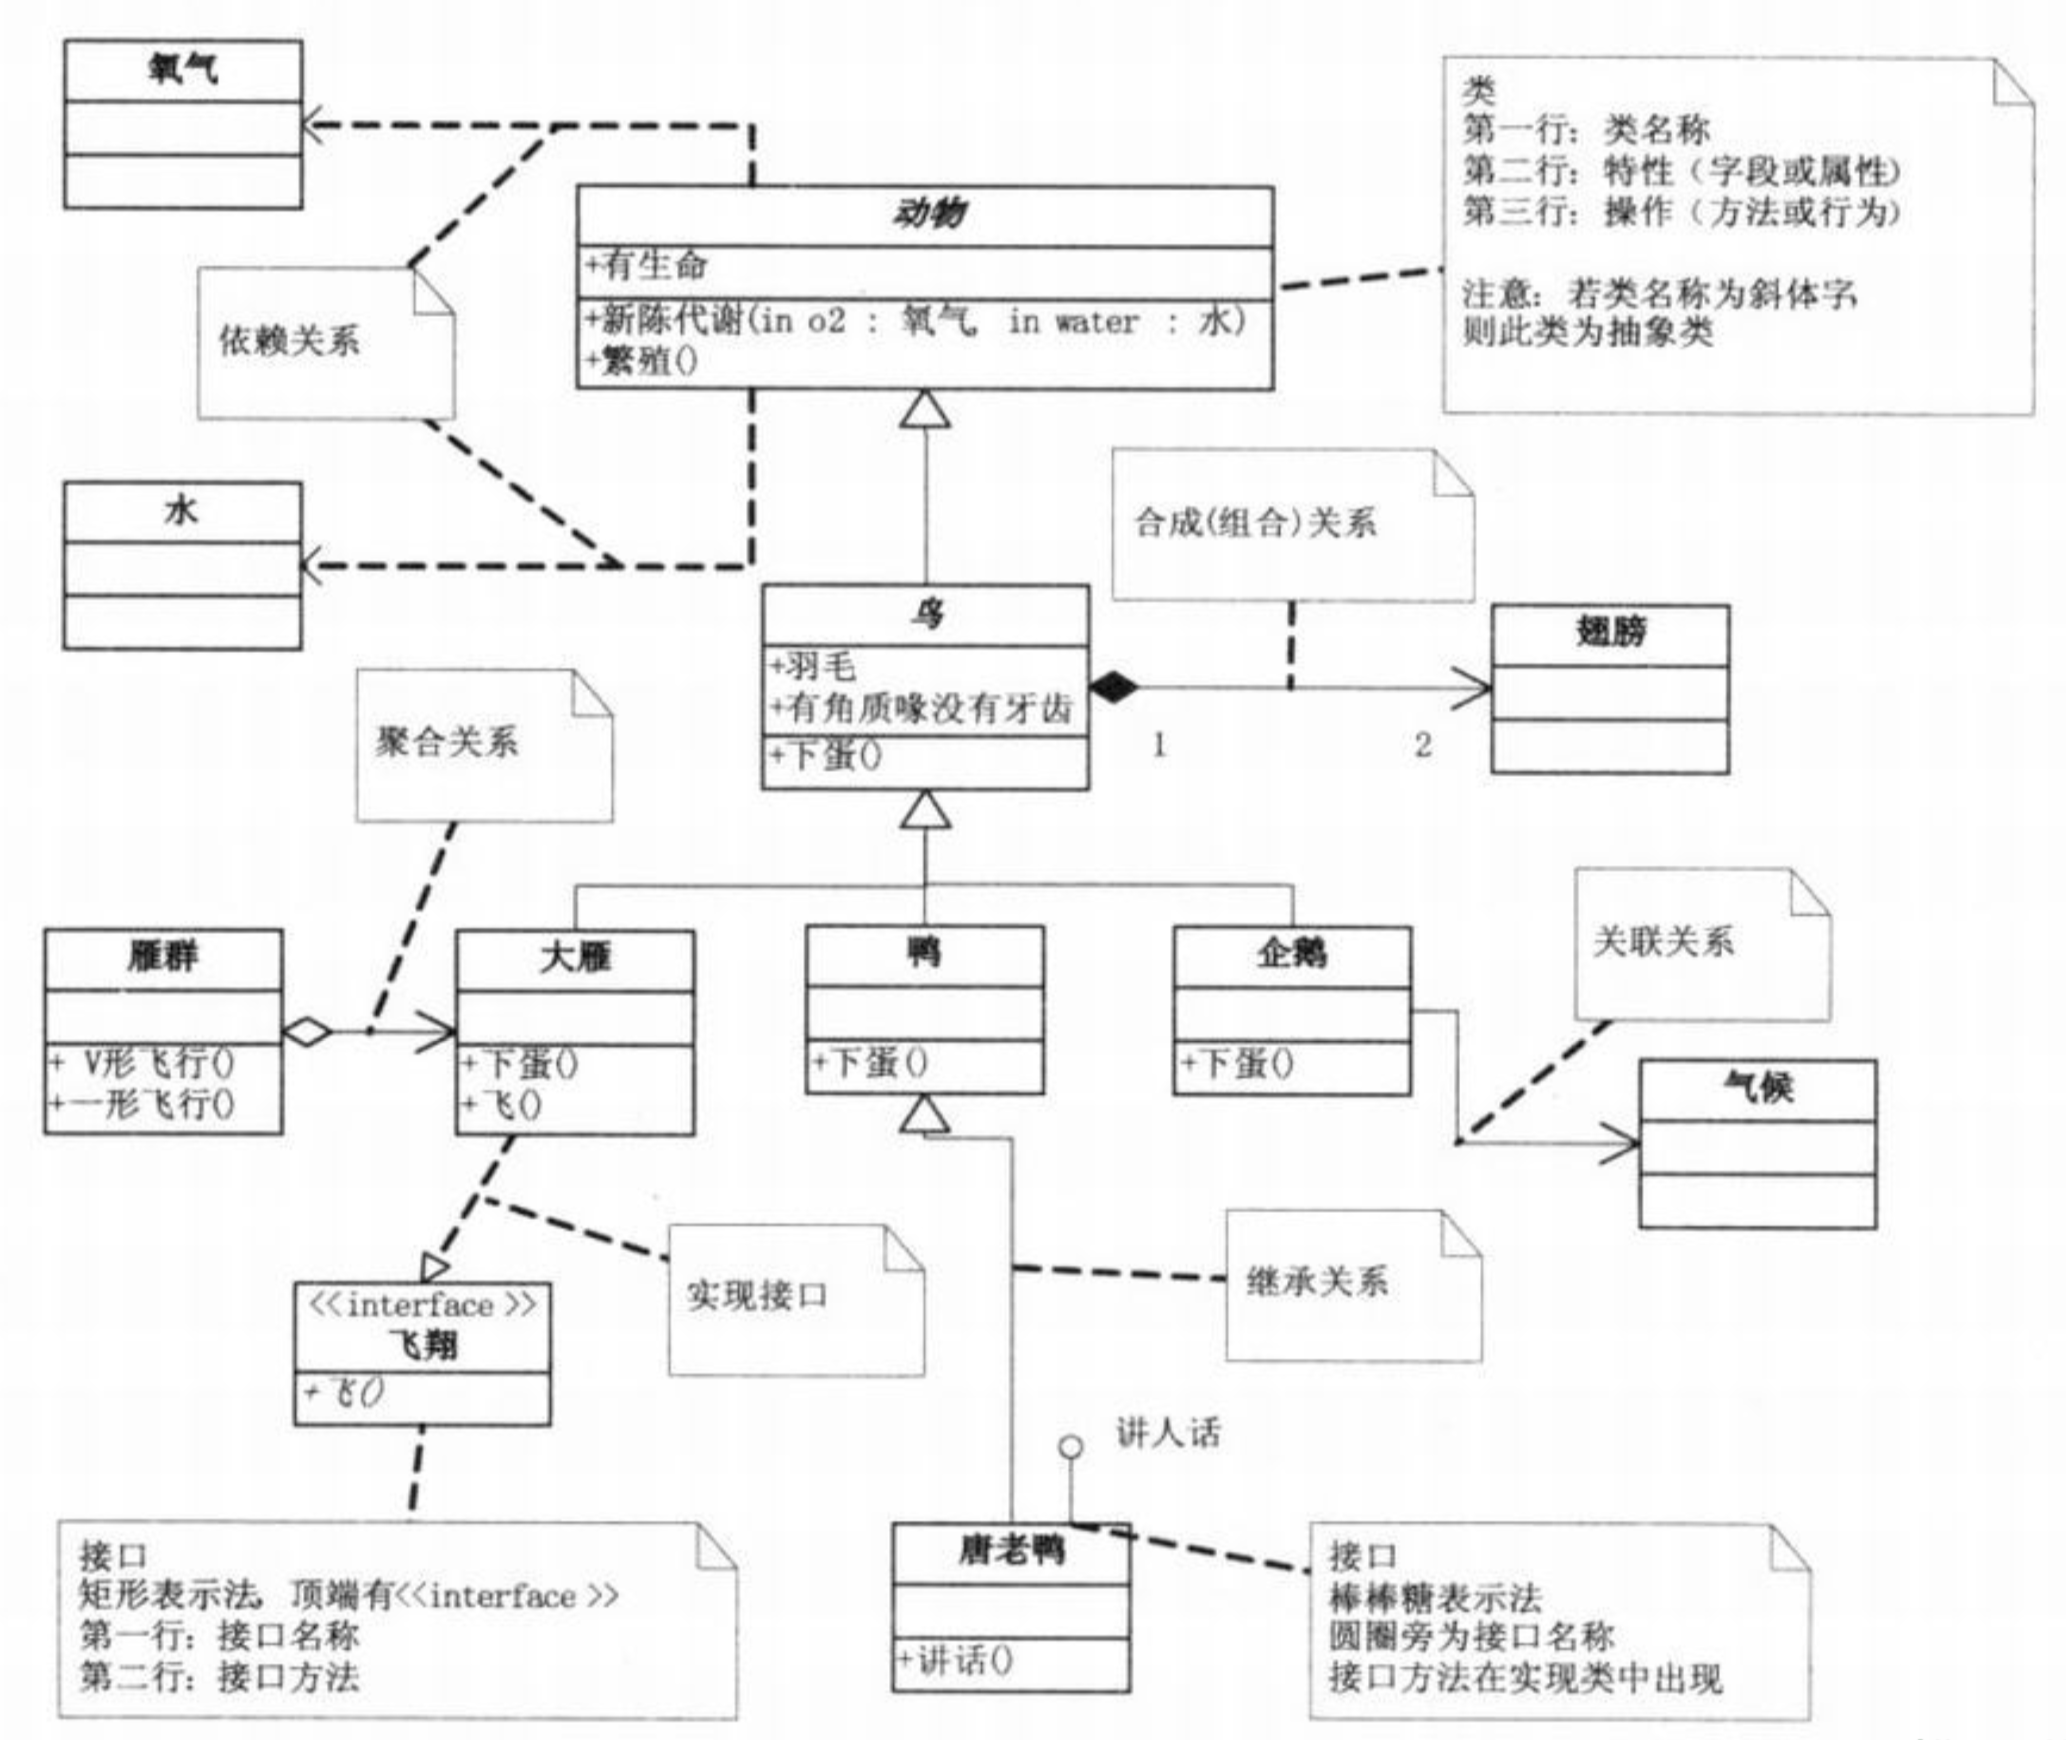 氧气
类
第一行：类名称
第二行：特性（字段或属性）
第三行：操作（方法或行为）
注意：若类名称为斜体字，
则此类为抽象类
动物
+有生命
+新陈代谢(in o2 : 氧气, in water : 水)
+繁殖()
依赖关系
水
合成(组合)关系
鸟
+羽毛
+有角质喙没有牙齿
+下蛋()
1
2
翅膀
聚合关系
雁群
+ V形飞行()
+一形飞行()
大雁
+下蛋()
+飞()
鸭
+下蛋()
企鹅
+下蛋()
关联关系
气候
实现接口
继承关系
<<interface>>
飞翔
+飞()
讲人话
唐老鸭
+讲话()
接口
矩形表示法，顶端有<<interface>>
第一行：接口名称
第二行：接口方法
接口
棒棒糖表示法
圆圈旁为接口名称
接口方法在实现类中出现